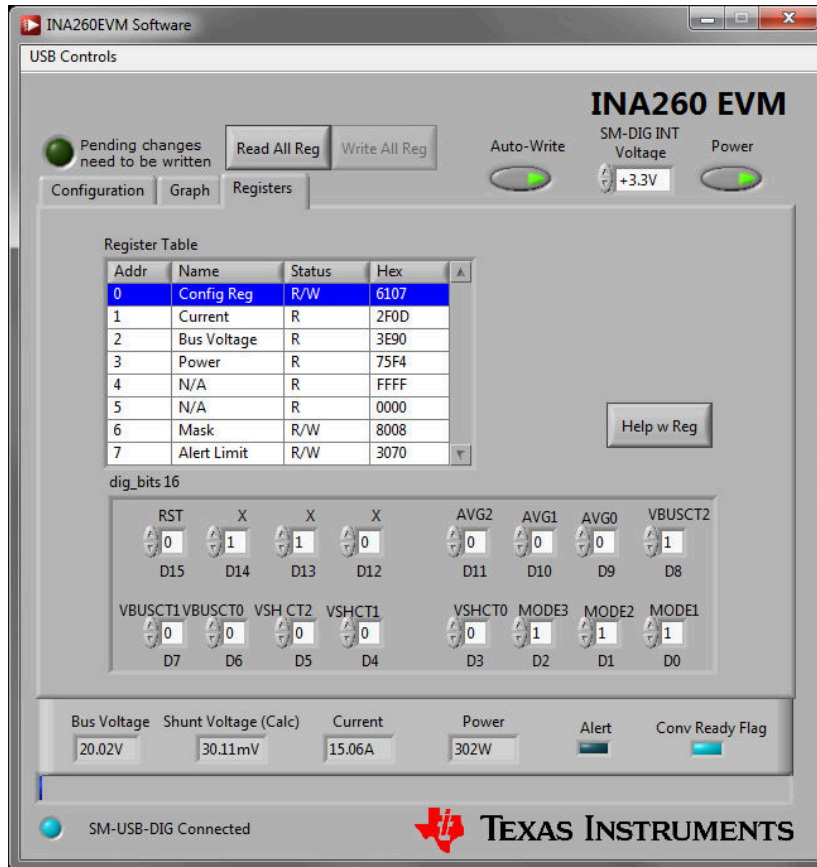 INA260EVM Software
USB Controls
INA260 EVM
Pending changes need to be written
Read All Reg
Write All Reg
Auto-Write
SM-DIG INT Voltage
+3.3V
Power
Configuration Graph Registers
Register Table
Addr Name Status Hex
0 Config Reg R/W 6107
1 Current R 2F0D
2 Bus Voltage R 3E90
3 Power R 75F4
4 N/A R FFFF
5 N/A R 0000
6 Mask R/W 8008
7 Alert Limit R/W 3070
Help w Reg
dig_bits 16
RST X X X AVG2 AVG1 AVG0 VBUSCT2
0 1 1 0 0 0 0 1
D15 D14 D13 D12 D11 D10 D9 D8
VBUSCT1 VBUSCT0 VSH CT2 VSHCT1 VSHCT0 MODE3 MODE2 MODE1
0 0 0 0 0 1 1 1
D7 D6 D5 D4 D3 D2 D1 D0
Bus Voltage Shunt Voltage (Calc) Current Power Alert Conv Ready Flag
20.02V 30.11mV 15.06A 302W
SM-USB-DIG Connected
TEXAS INSTRUMENTS